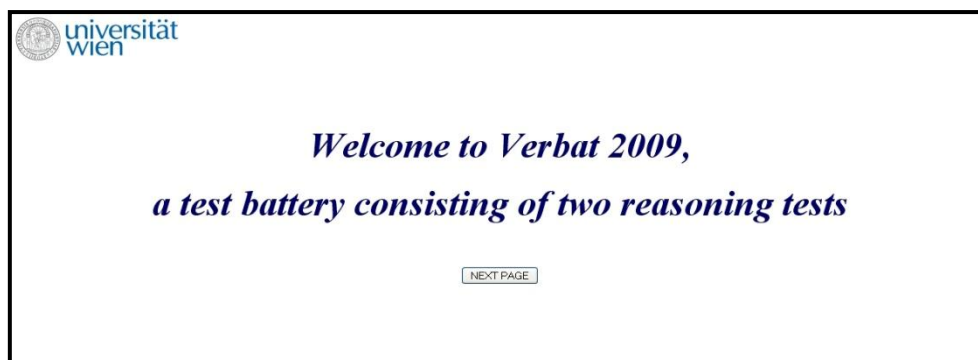 universität
wien
Welcome to Verbat 2009,
a test battery consisting of two reasoning tests
NEXT PAGE